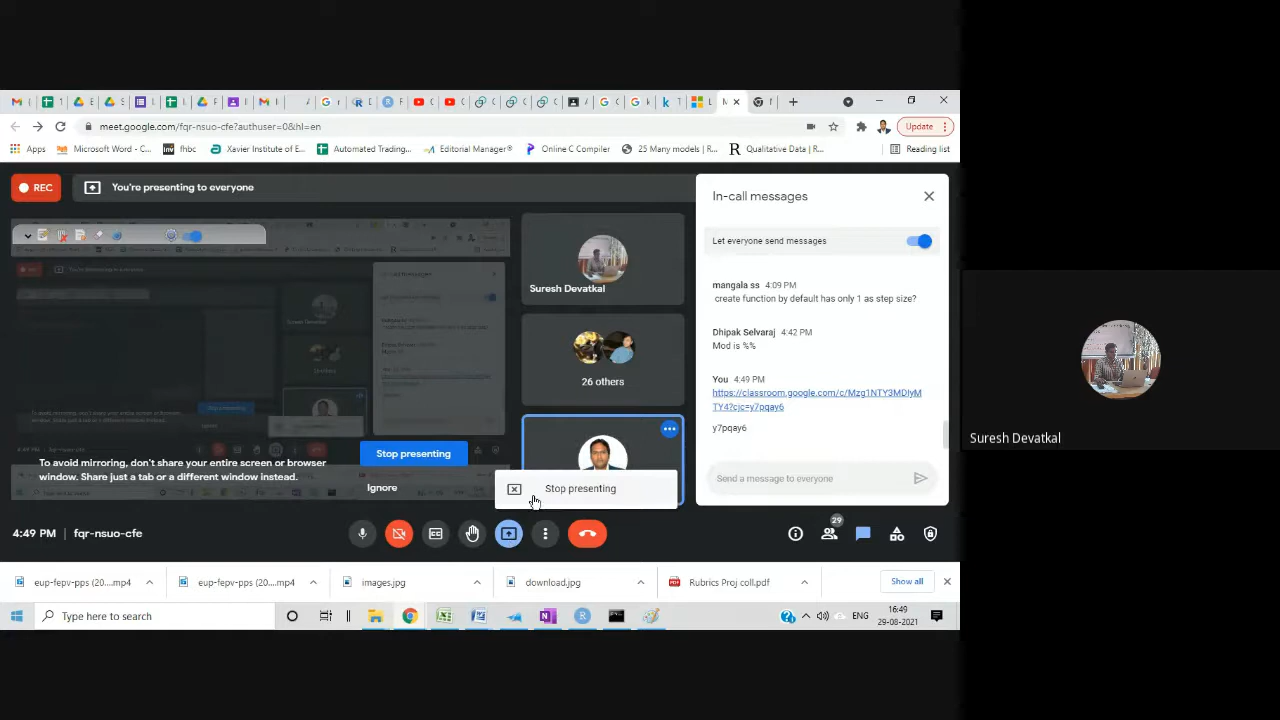 meet.google.com/fqr-nsuo-cfe?authuser=0&hl=en
Update
Apps
Microsoft Word - C...
fhbc
Xavier Institute of E...
Automated Trading...
Editorial Manager®
Online C Compiler
25 Many models | R...
Qualitative Data | R...
Reading list
REC
You're presenting to everyone
In-call messages
Let everyone send messages
mangala ss 4:09 PM
create function by default has only 1 as step size?
Dhipak Selvaraj 4:42 PM
Mod is %%
You 4:49 PM
https://classroom.google.com/c/Mzg1NTY3MDIyM
TY4?cjc=y7pqay6
y7pqay6
Send a message to everyone
Suresh Devatkal
26 others
To avoid mirroring, don't share your entire screen or browser
window. Share just a tab or a different window instead.
Stop presenting
Ignore
Stop presenting
4:49 PM
fqr-nsuo-cfe
29
eup-fepv-pps (20....mp4
eup-fepv-pps (20....mp4
images.jpg
download.jpg
Rubrics Proj coll.pdf
Show all
Type here to search
ENG
16:49
29-08-2021
Suresh Devatkal